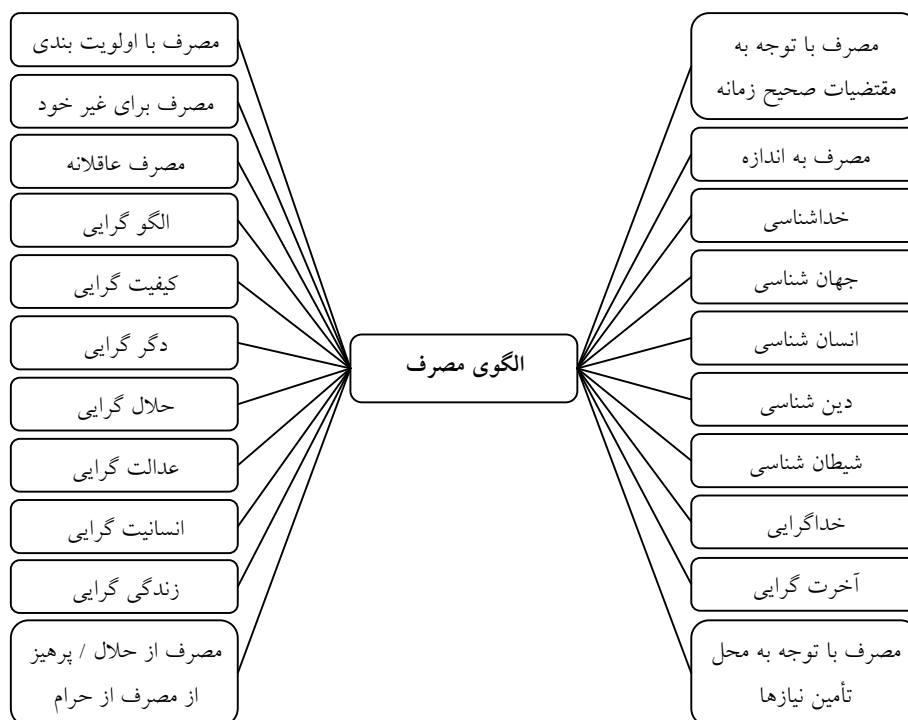 مصرف با توجه به
مقتضیات صحیح زمانه
مصرف به اندازه
خداشناسی
جهان شناسی
انسان شناسی
دین شناسی
شیطان شناسی
خداگرایی
آخرت گرایی
مصرف با توجه به محل
تأمین نیازها
الگوی مصرف
مصرف با اولویت بندی
مصرف برای غیر خود
مصرف عاقلانه
الگو گرایی
کیفیت گرایی
دگر گرایی
حلال گرایی
عدالت گرایی
انسانیت گرایی
زندگی گرایی
مصرف از حلال / پرهیز
از مصرف از حرام